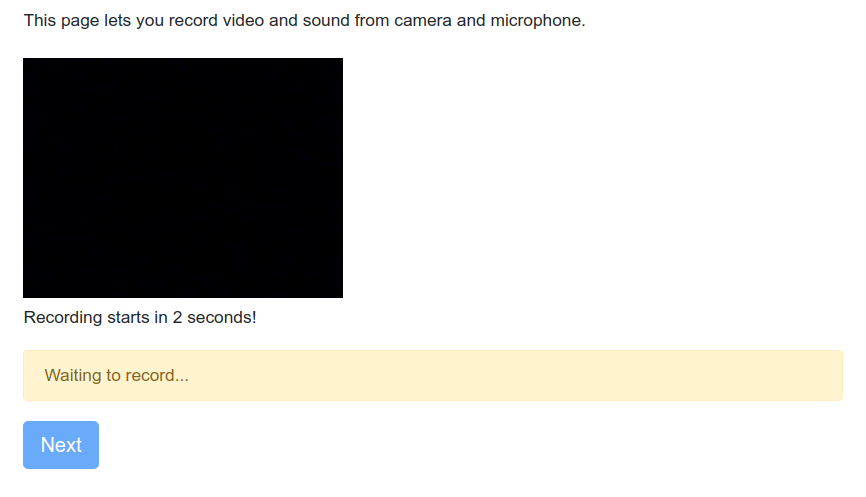 This page lets you record video and sound from camera and microphone.
Recording starts in 2 seconds!
Waiting to record...
Next